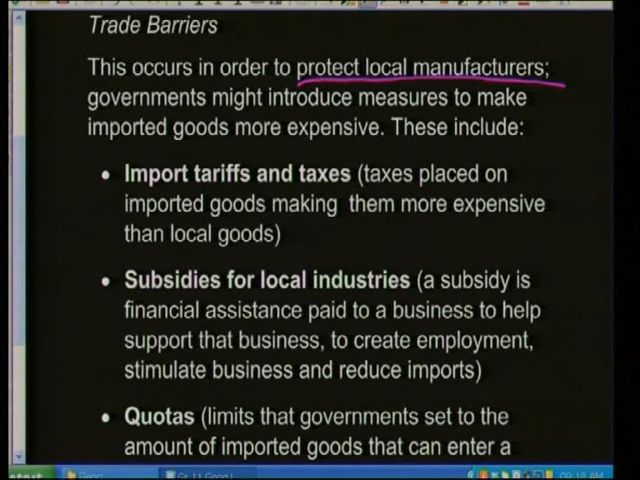 Trade Barriers
This occurs in order to protect local manufacturers;
governments might introduce measures to make
imported goods more expensive. These include:
• Import tariffs and taxes (taxes placed on
imported goods making them more expensive
than local goods)
• Subsidies for local industries (a subsidy is
financial assistance paid to a business to help
support that business, to create employment,
stimulate business and reduce imports)
• Quotas (limits that governments set to the
amount of imported goods that can enter a